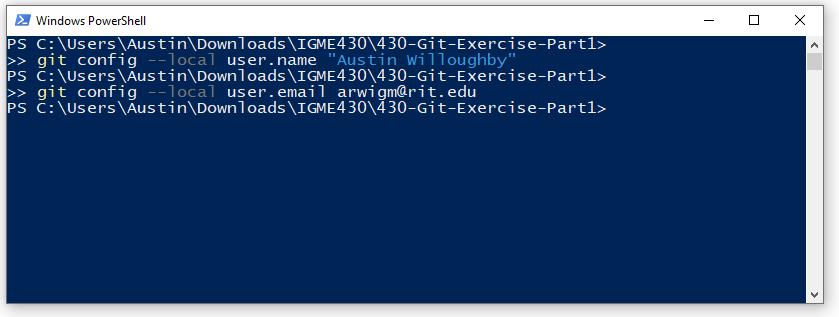 Windows PowerShell
PS C:\Users\Austin\Downloads\IGME430\430-Git-Exercise-Part1>
>> git config --local user.name "Austin Willoughby"
PS C:\Users\Austin\Downloads\IGME430\430-Git-Exercise-Part1>
>> git config --local user.email arwigm@rit.edu
PS C:\Users\Austin\Downloads\IGME430\430-Git-Exercise-Part1>